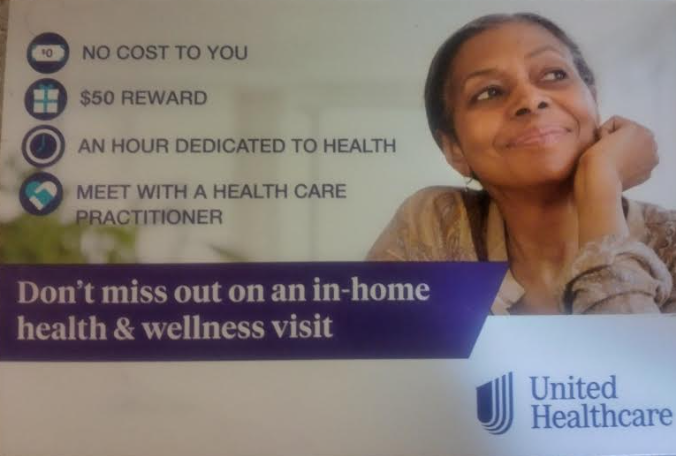 $0
NO COST TO YOU
$50 REWARD
AN HOUR DEDICATED TO HEALTH
MEET WITH A HEALTH CARE
PRACTITIONER
Don't miss out on an in-home
health & wellness visit
United
Healthcare